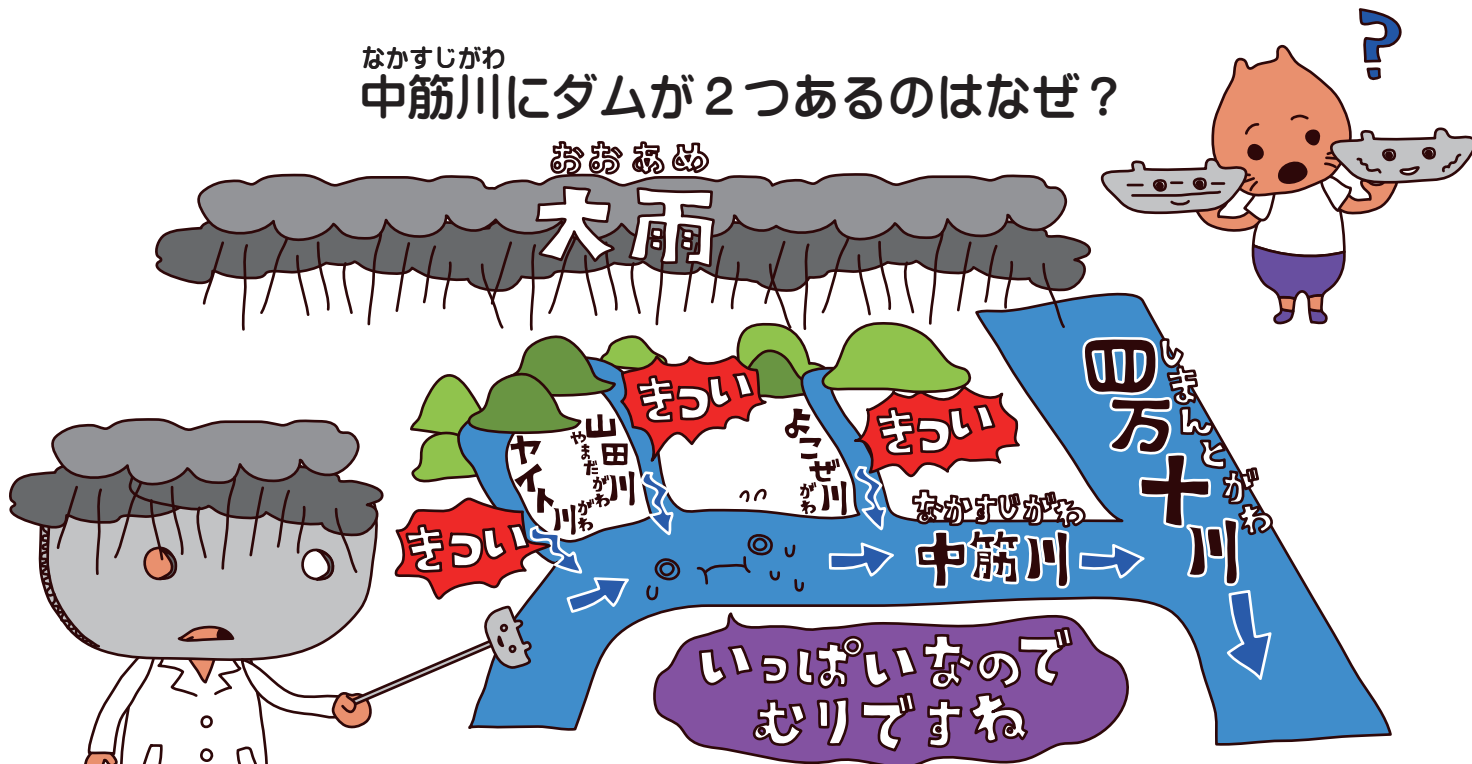 なかすじがわ
中筋川にダムが２つあるのはなぜ？
?
おおあめ
大雨
きつい
きつい
きつい
ヤイト川
がわ
山田川
やまだがわ
よこぜ川
がわ
なかすじがわ
中筋川
四万十川
しまんとがわ
いっぱいなので
むりですね